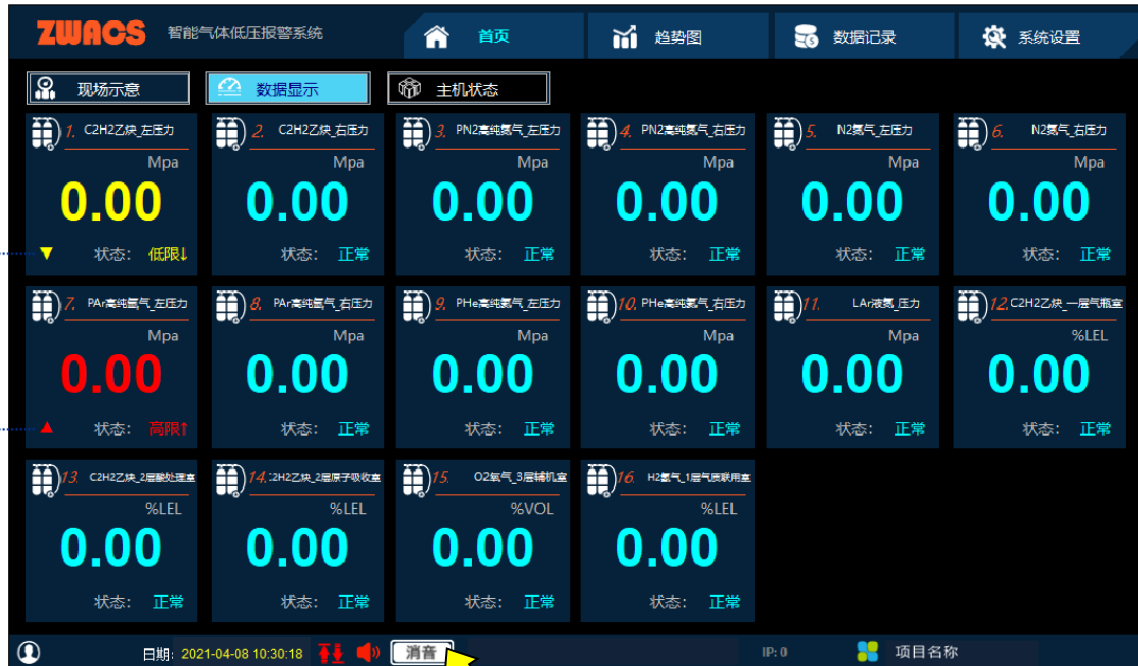 ZWACS 智能气体低压报警系统 首页 趋势图 数据记录 系统设置
现场示意 数据显示 主机状态
1. C2H2乙炔_左压力 2. C2H2乙炔_右压力 3. PN2高纯氮气_左压力 4. PN2高纯氮气_右压力 5. N2氮气_左压力 6. N2氮气_右压力
Mpa Mpa Mpa Mpa Mpa Mpa
0.00 0.00 0.00 0.00 0.00 0.00
状态: 低限↓ 状态: 正常 状态: 正常 状态: 正常 状态: 正常 状态: 正常
7. PAr高纯氩气_左压力 8. PAr高纯氩气_右压力 9. PHe高纯氦气_左压力 10. PHe高纯氦气_右压力 11. LAr液氩_压力 12. C2H2乙炔_一层气瓶室
Mpa Mpa Mpa Mpa Mpa %LEL
0.00 0.00 0.00 0.00 0.00 0.00
状态: 高限↑ 状态: 正常 状态: 正常 状态: 正常 状态: 正常 状态: 正常
13. C2H2乙炔_2层酸处理室 14. 2H2乙炔_2层原子吸收室 15. O2氧气_3层辅机室 16. H2氢气_1层气质联用室
%LEL %LEL %VOL %LEL
0.00 0.00 0.00 0.00
状态: 正常 状态: 正常 状态: 正常 状态: 正常
日期: 2021-04-08 10:30:18 消音 IP: 0 项目名称